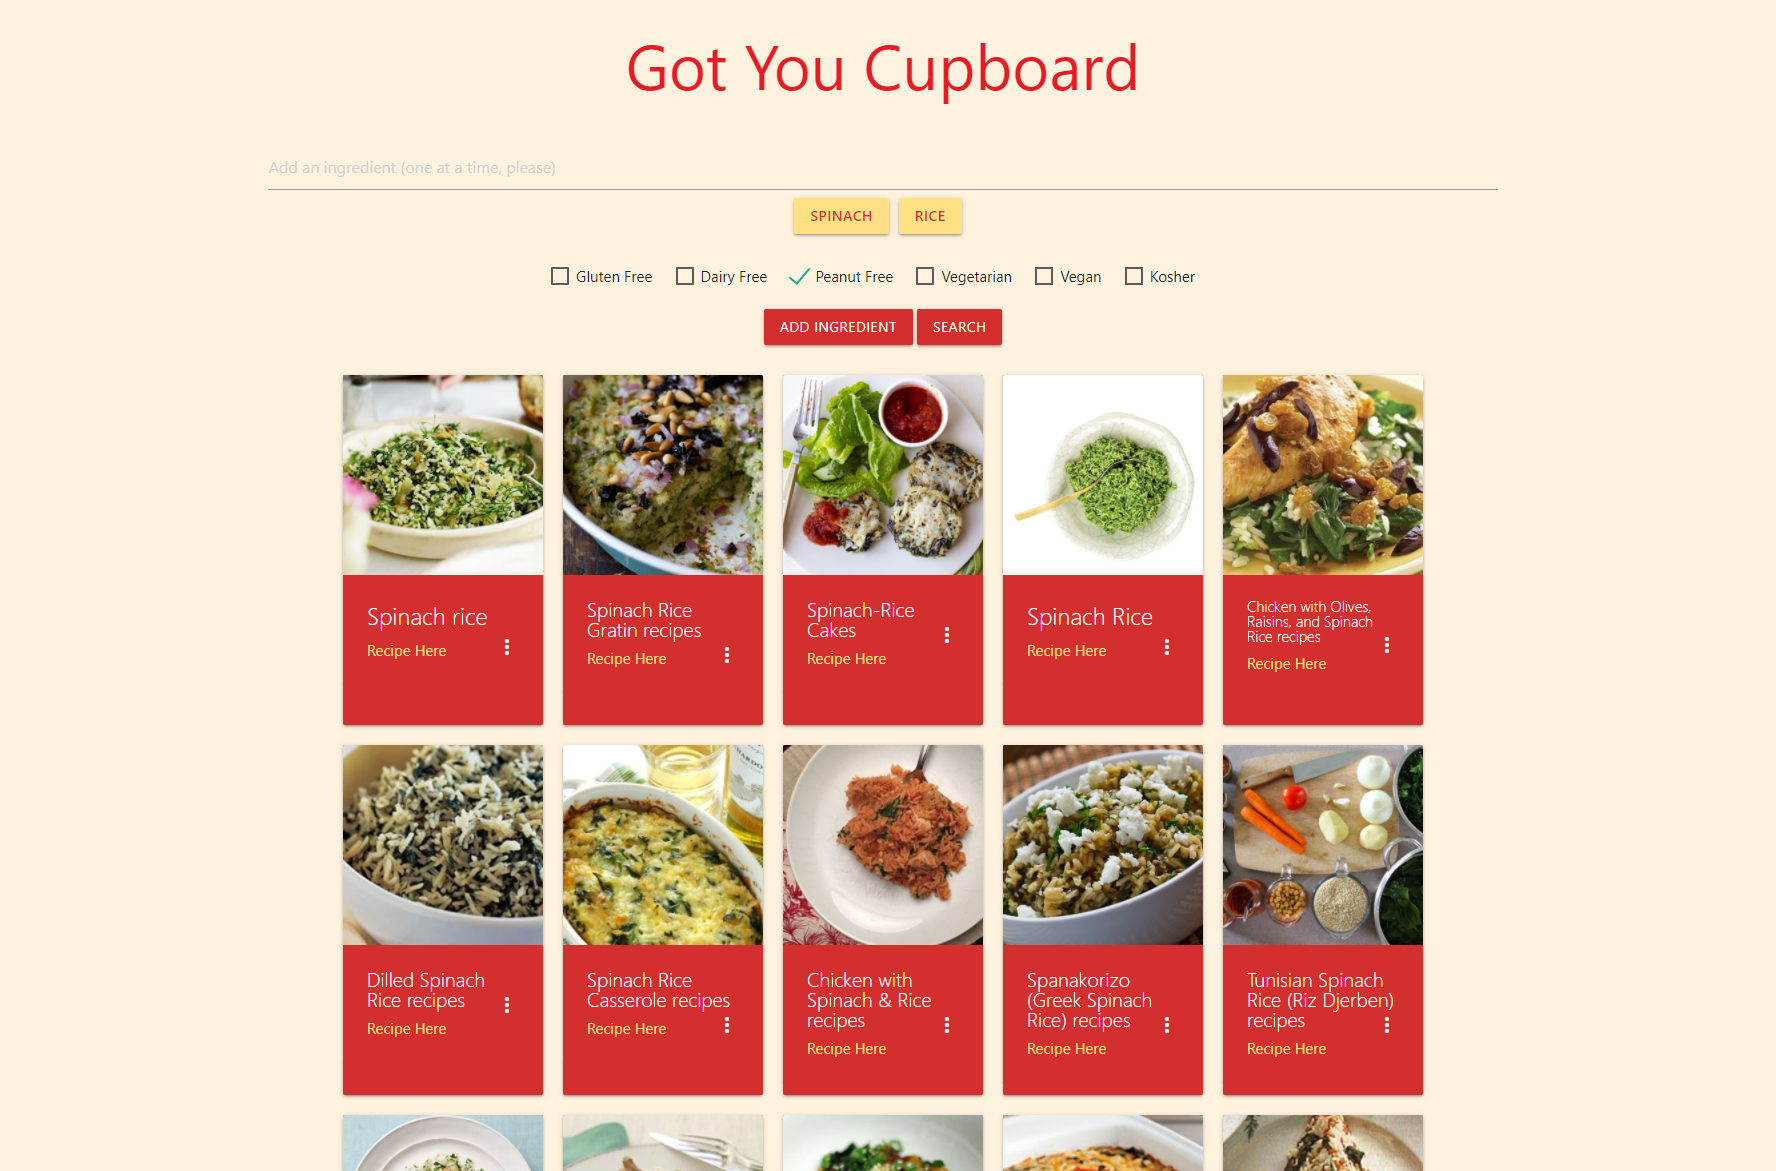 Got You Cupboard
Add an ingredient (one at a time, please)
SPINACH RICE
Gluten Free Dairy Free Peanut Free Vegetarian Vegan Kosher
ADD INGREDIENT SEARCH
Spinach rice
Recipe Here
Spinach Rice
Gratin recipes
Recipe Here
Spinach-Rice
Cakes
Recipe Here
Spinach Rice
Recipe Here
Chicken with Olives,
Raisins, and Spinach
Rice recipes
Recipe Here
Dilled Spinach
Rice recipes
Recipe Here
Spinach Rice
Casserole recipes
Recipe Here
Chicken with
Spinach & Rice
recipes
Recipe Here
Spanakorizo
(Greek Spinach
Rice) recipes
Recipe Here
Tunisian Spinach
Rice (Riz Djerben)
recipes
Recipe Here